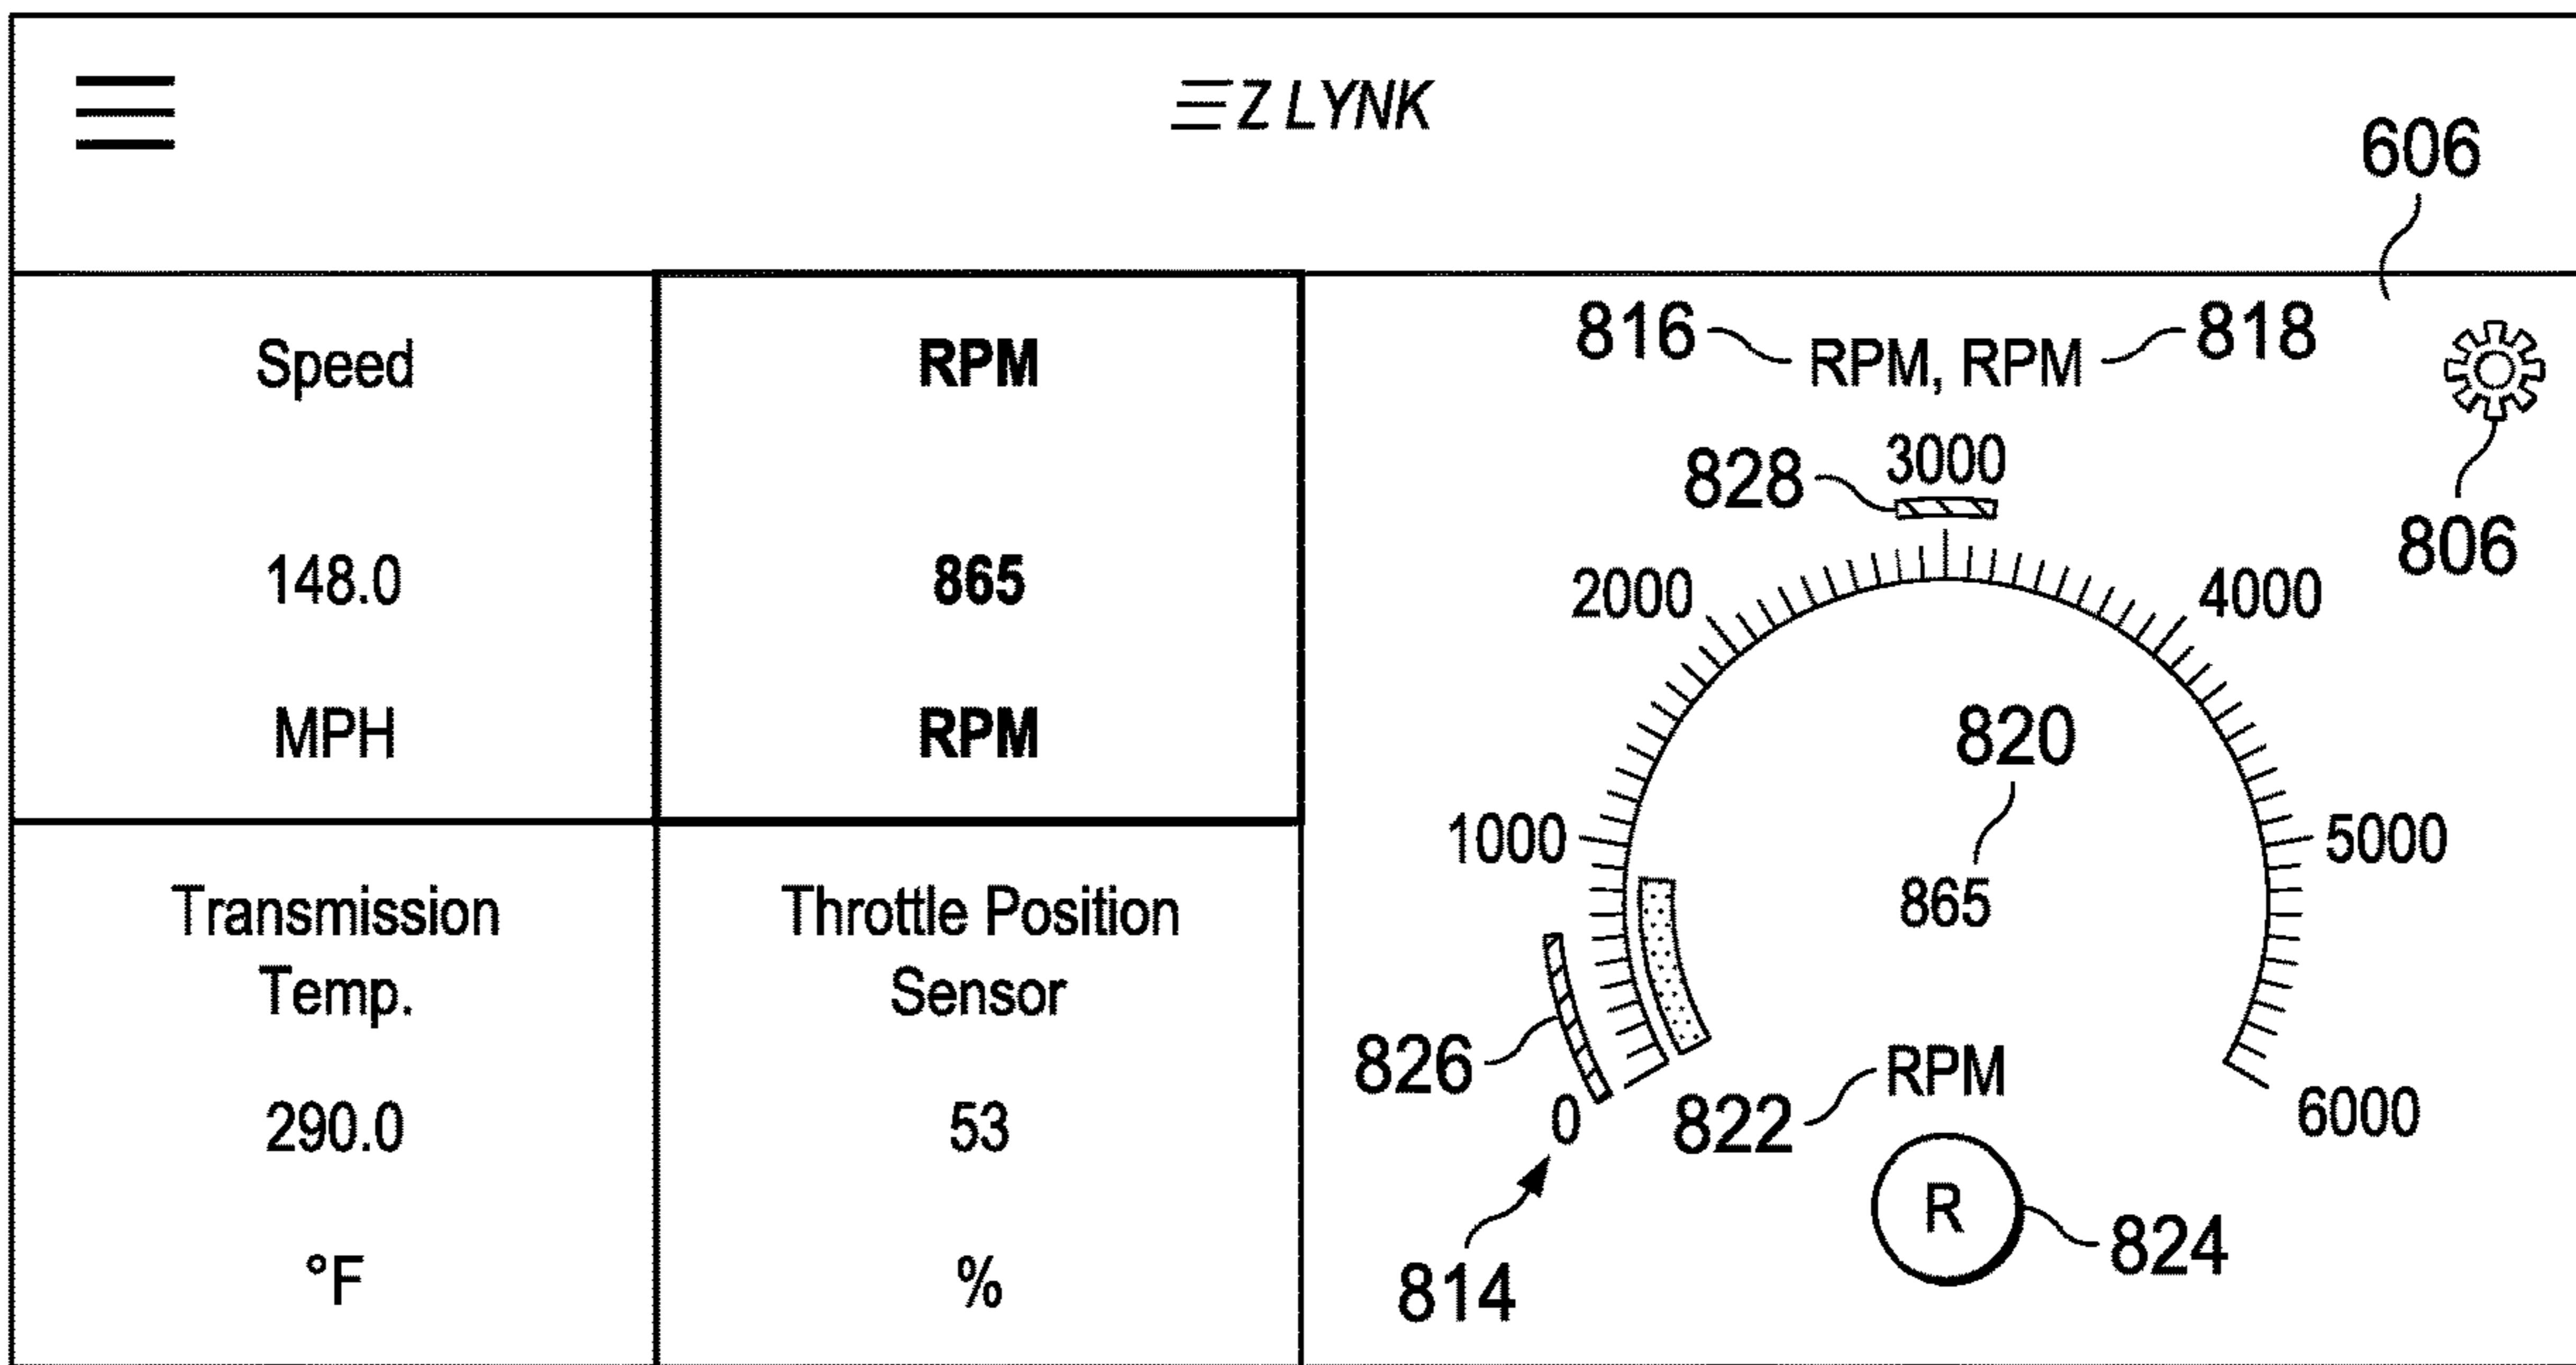 EZ LYNK
606
Speed
148.0
MPH
RPM
865
RPM
Transmission
Temp.
290.0
°F
Throttle Position
Sensor
53
%
816 RPM, RPM 818
806
828 3000
2000
4000
820
1000
5000
865
826
0
822
RPM
6000
814
R
824